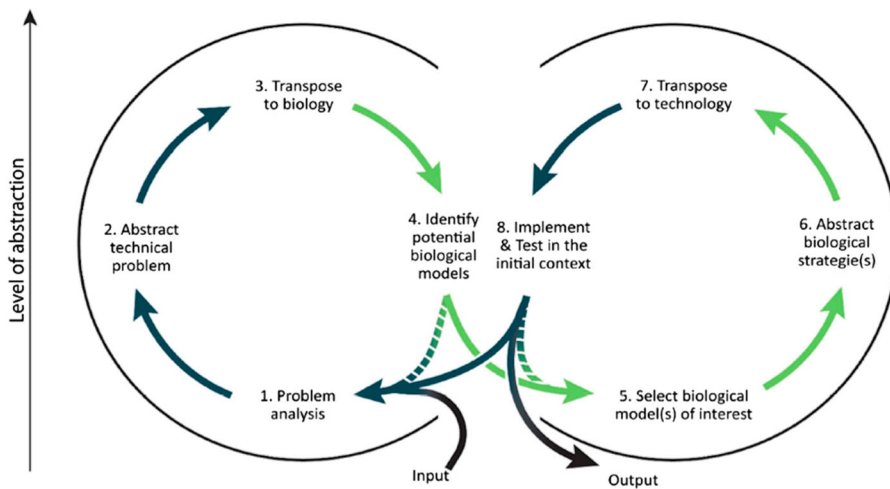 Level of abstraction
3. Transpose
to biology
7. Transpose
to technology
2. Abstract
technical
problem
4. Identify
potential
biological
models
8. Implement
& Test in the
initial context
6. Abstract
biological
strategie(s)
1. Problem
analysis
5. Select biological
model(s) of interest
Input
Output